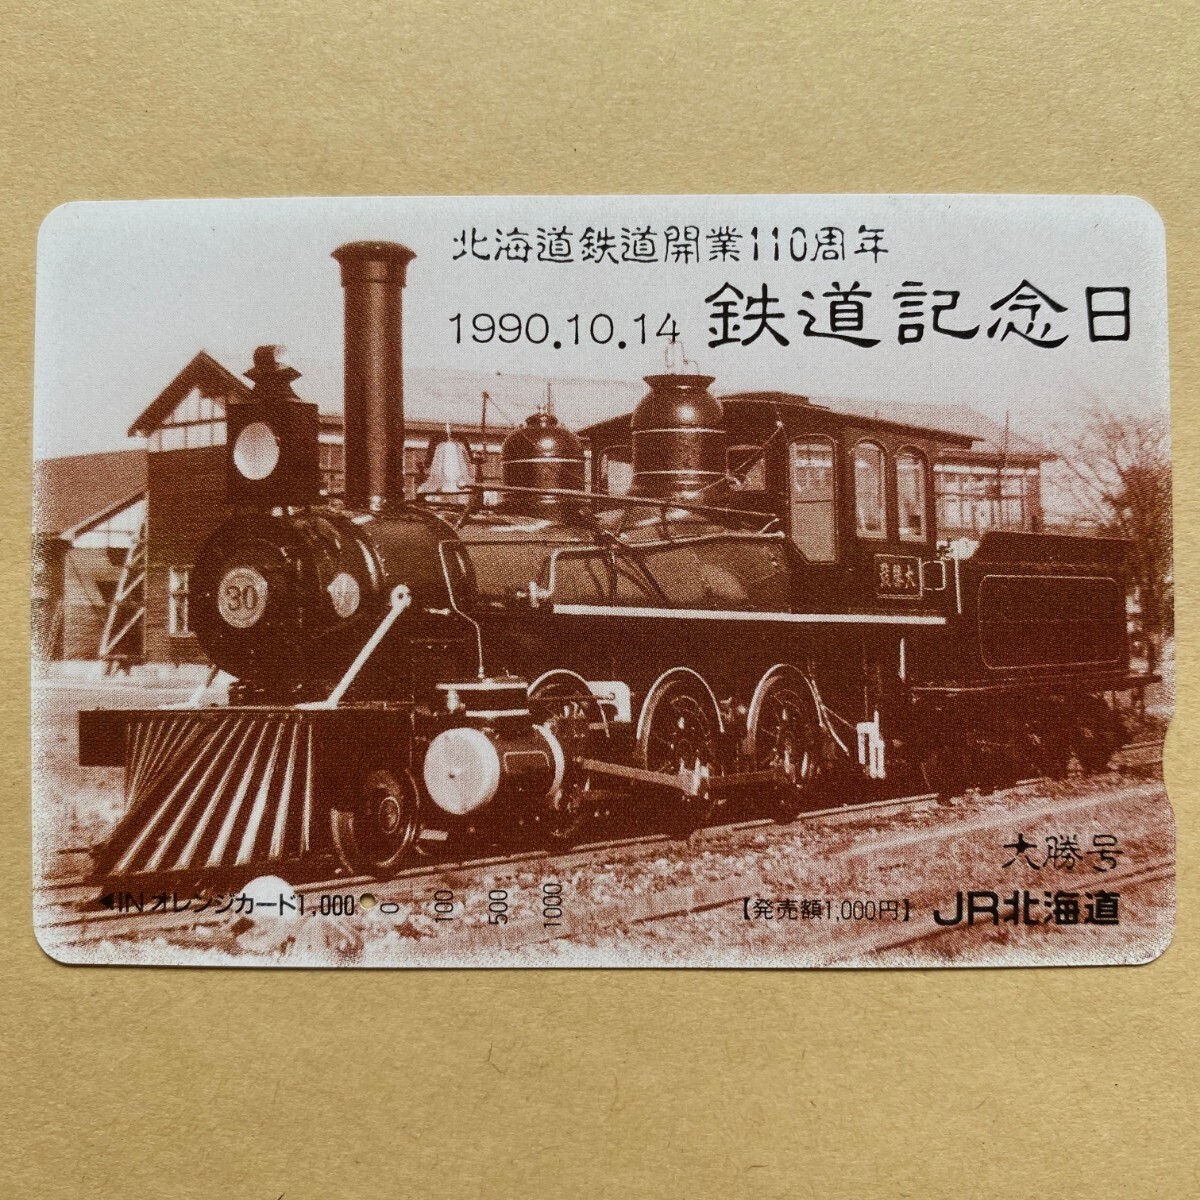 北海道鉄道開業110周年
1990.10.14 鉄道記念日
30
大勝号
◀IN オレンジカード1,000 0 100 500 1000 【発売額1,000円】 JR北海道